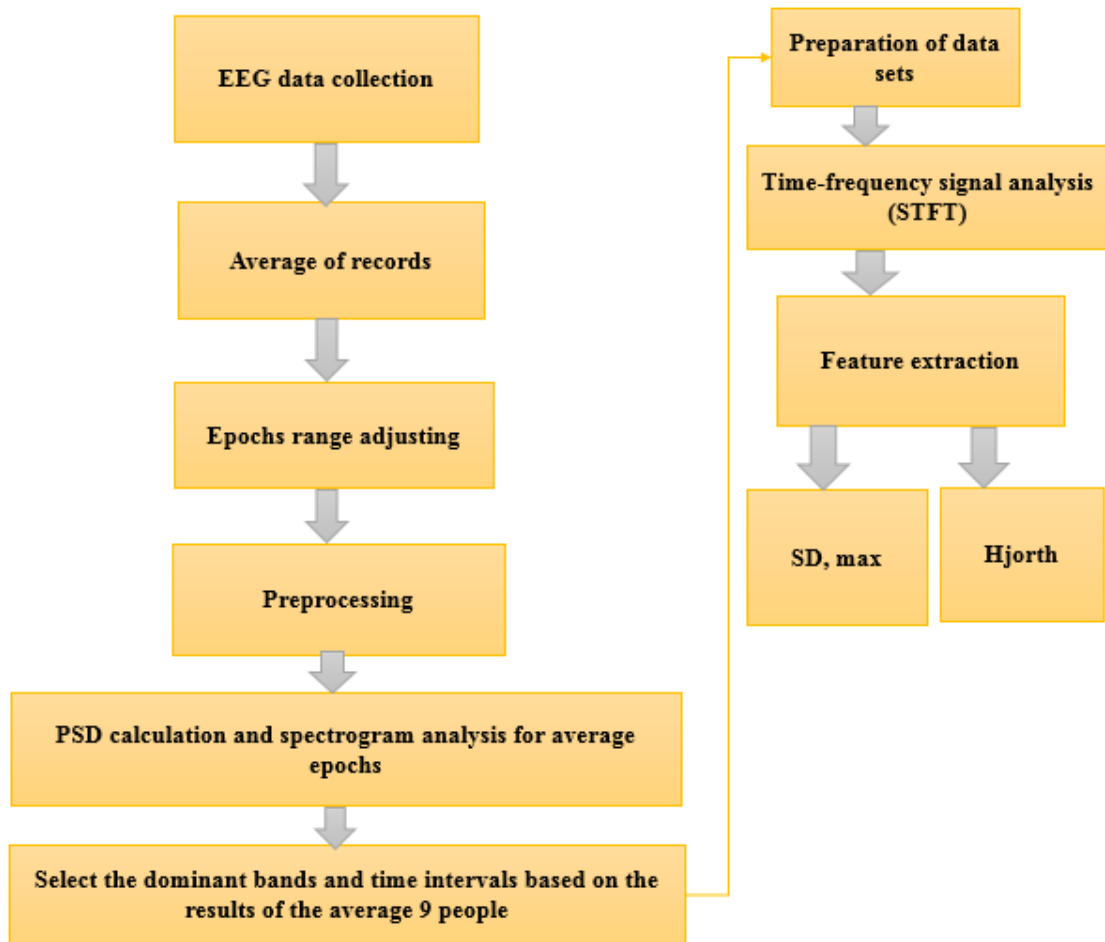 EEG data collection
Average of records
Epochs range adjusting
Preprocessing
PSD calculation and spectrogram analysis for average
epochs
Select the dominant bands and time intervals based on the
results of the average 9 people
Preparation of data
sets
Time-frequency signal analysis
(STFT)
Feature extraction
SD, max
Hjorth